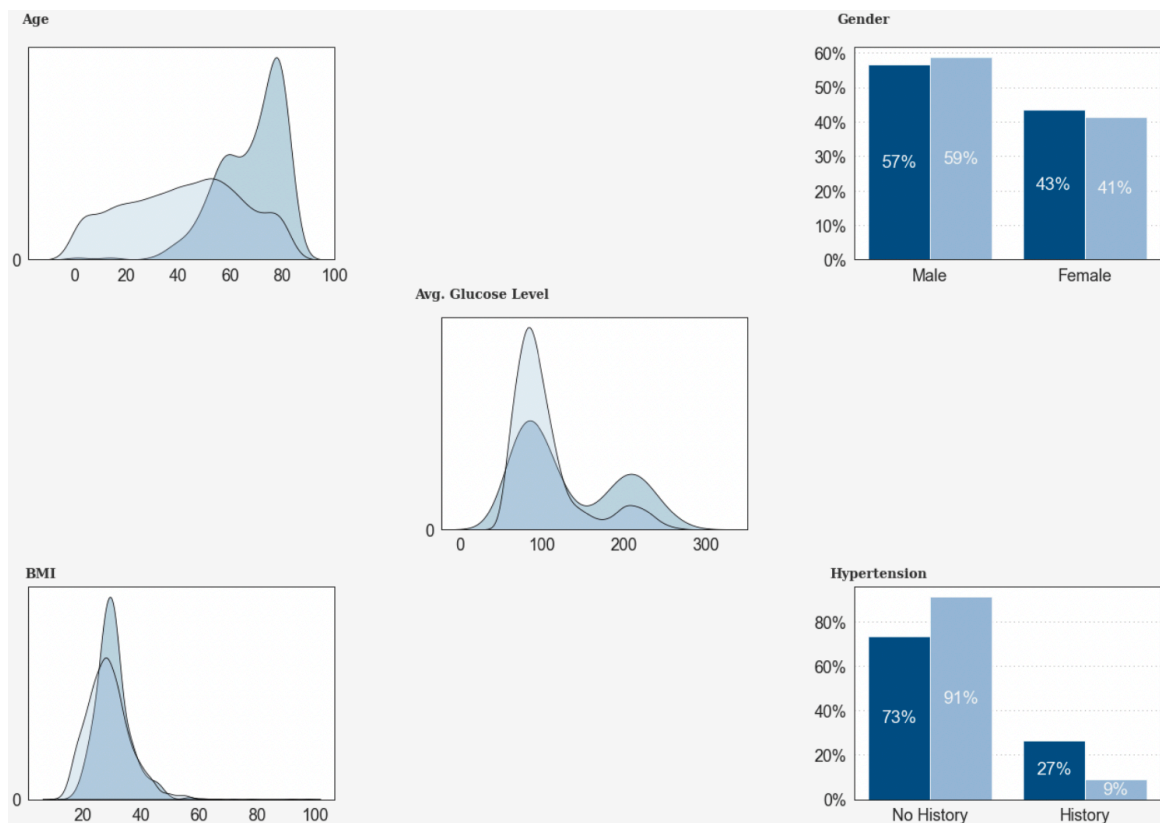 Age
0
0 20 40 60 80 100
Gender
60%
50%
40%
30%
20%
10%
0%
57%
59%
43%
41%
Male Female
Avg. Glucose Level
0
0 100 200 300
BMI
0
20 40 60 80 100
Hypertension
80%
60%
40%
20%
0%
73%
91%
27%
9%
No History History